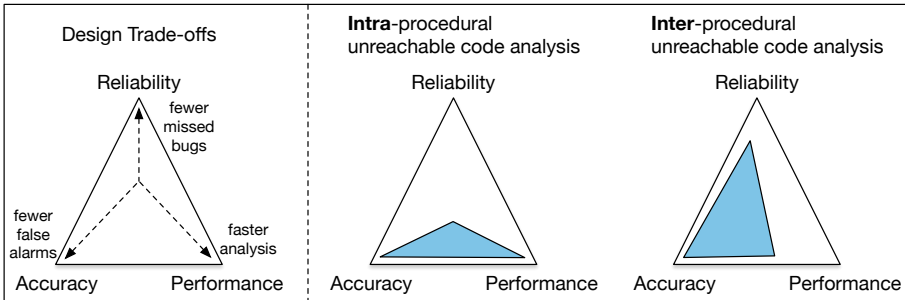 Design Trade-offs
Reliability
fewer
missed
bugs
fewer
false
alarms
faster
analysis
Accuracy
Performance
Intra-procedural
unreachable code analysis
Reliability
Accuracy
Performance
Inter-procedural
unreachable code analysis
Reliability
Accuracy
Performance